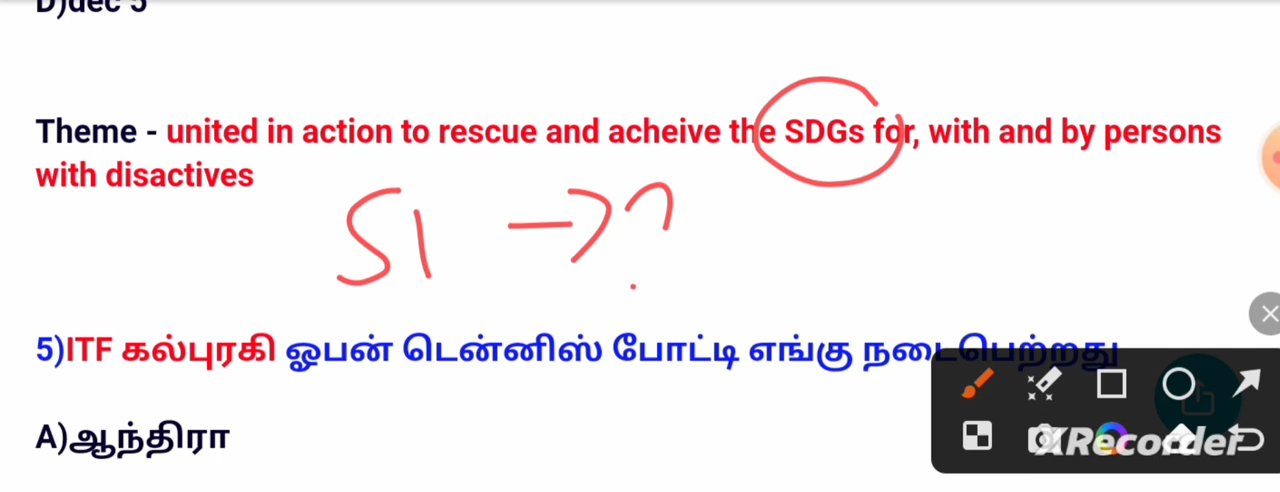 D)dec 5
Theme - united in action to rescue and acheive the SDGs for, with and by persons
with disactives
S1 → ?
5)ITF கல்புரகி ஓபன் டென்னிஸ் போட்டி எங்கு நடைபெற்றது
A)ஆந்திரா
XRecorder